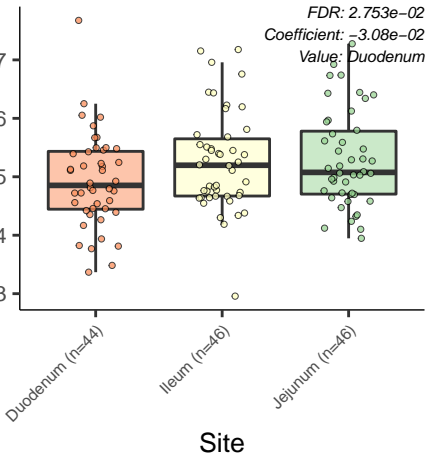 FDR: 2.753e−02
Coefficient: −3.08e−02
Value: Duodenum
7
6
5
4
3
Duodenum (n=44)
Ileum (n=46)
Jejunum (n=46)
Site